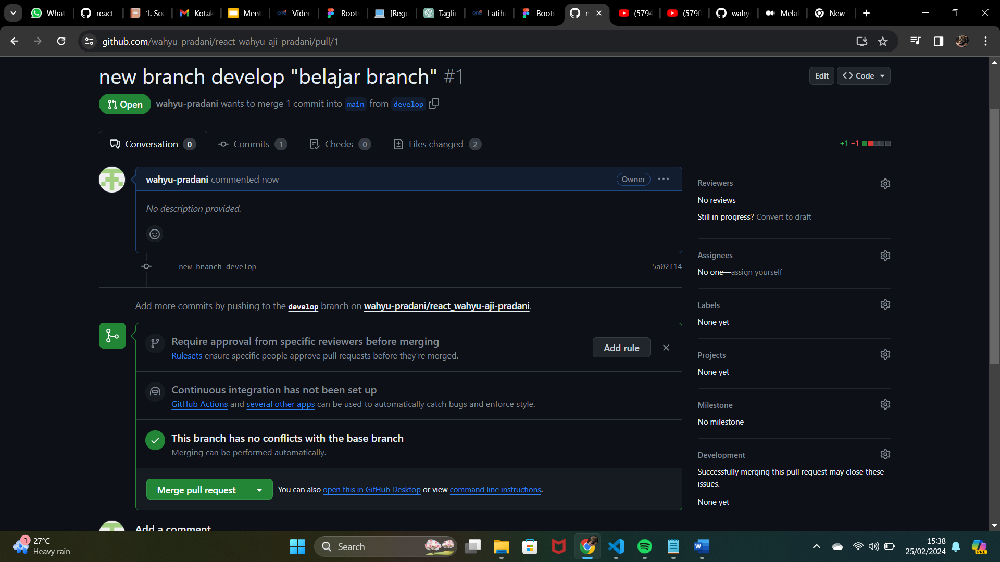 What
react_
1. Soa
Kotak
Ment
Video
Boots
[Regu
Taglin
Latiha
Boots
r
(5794
(5790
wahy
Mela
New
github.com/wahyu-pradani/react_wahyu-aji-pradani/pull/1
new branch develop "belajar branch" #1
Edit
<> Code
Open
wahyu-pradani wants to merge 1 commit into main from develop
Conversation 0
Commits 1
Checks 0
Files changed 2
+1 −1
wahyu-pradani commented now
Owner
No description provided.
new branch develop
5a02f14
Add more commits by pushing to the develop branch on wahyu-pradani/react_wahyu-aji-pradani.
Require approval from specific reviewers before merging
Rulesets ensure specific people approve pull requests before they're merged.
Add rule
Continuous integration has not been set up
GitHub Actions and several other apps can be used to automatically catch bugs and enforce style.
This branch has no conflicts with the base branch
Merging can be performed automatically.
Merge pull request
You can also open this in GitHub Desktop or view command line instructions.
Add a comment
Reviewers
No reviews
Still in progress? Convert to draft
Assignees
No one—assign yourself
Labels
None yet
Projects
None yet
Milestone
No milestone
Development
Successfully merging this pull request may close these
issues.
None yet
1
27°C
Heavy rain
Search
15:38
25/02/2024
PRE